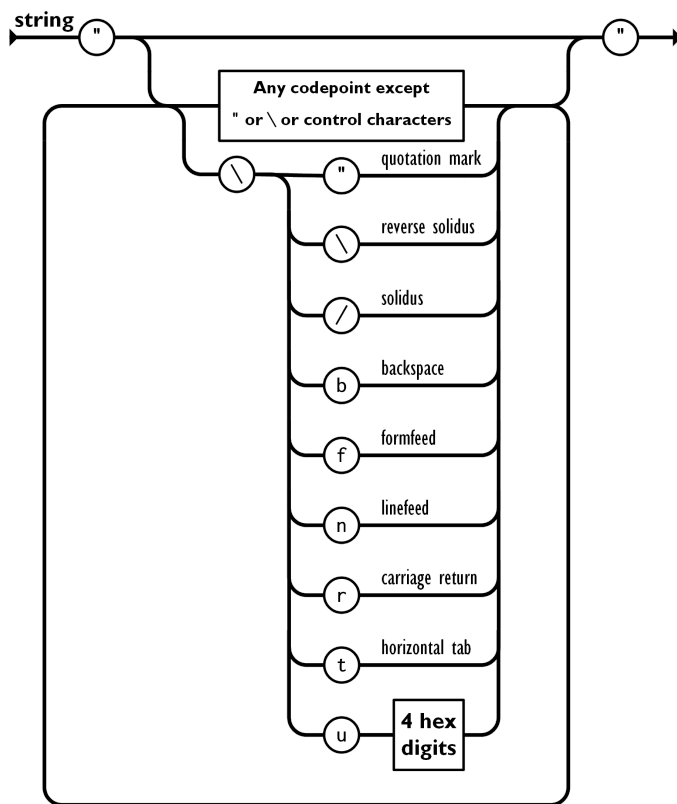 string
" "
Any codepoint except
" or \ or control characters
\ " quotation mark
\ reverse solidus
/ solidus
b backspace
f formfeed
n linefeed
r carriage return
t horizontal tab
u 4 hex
digits